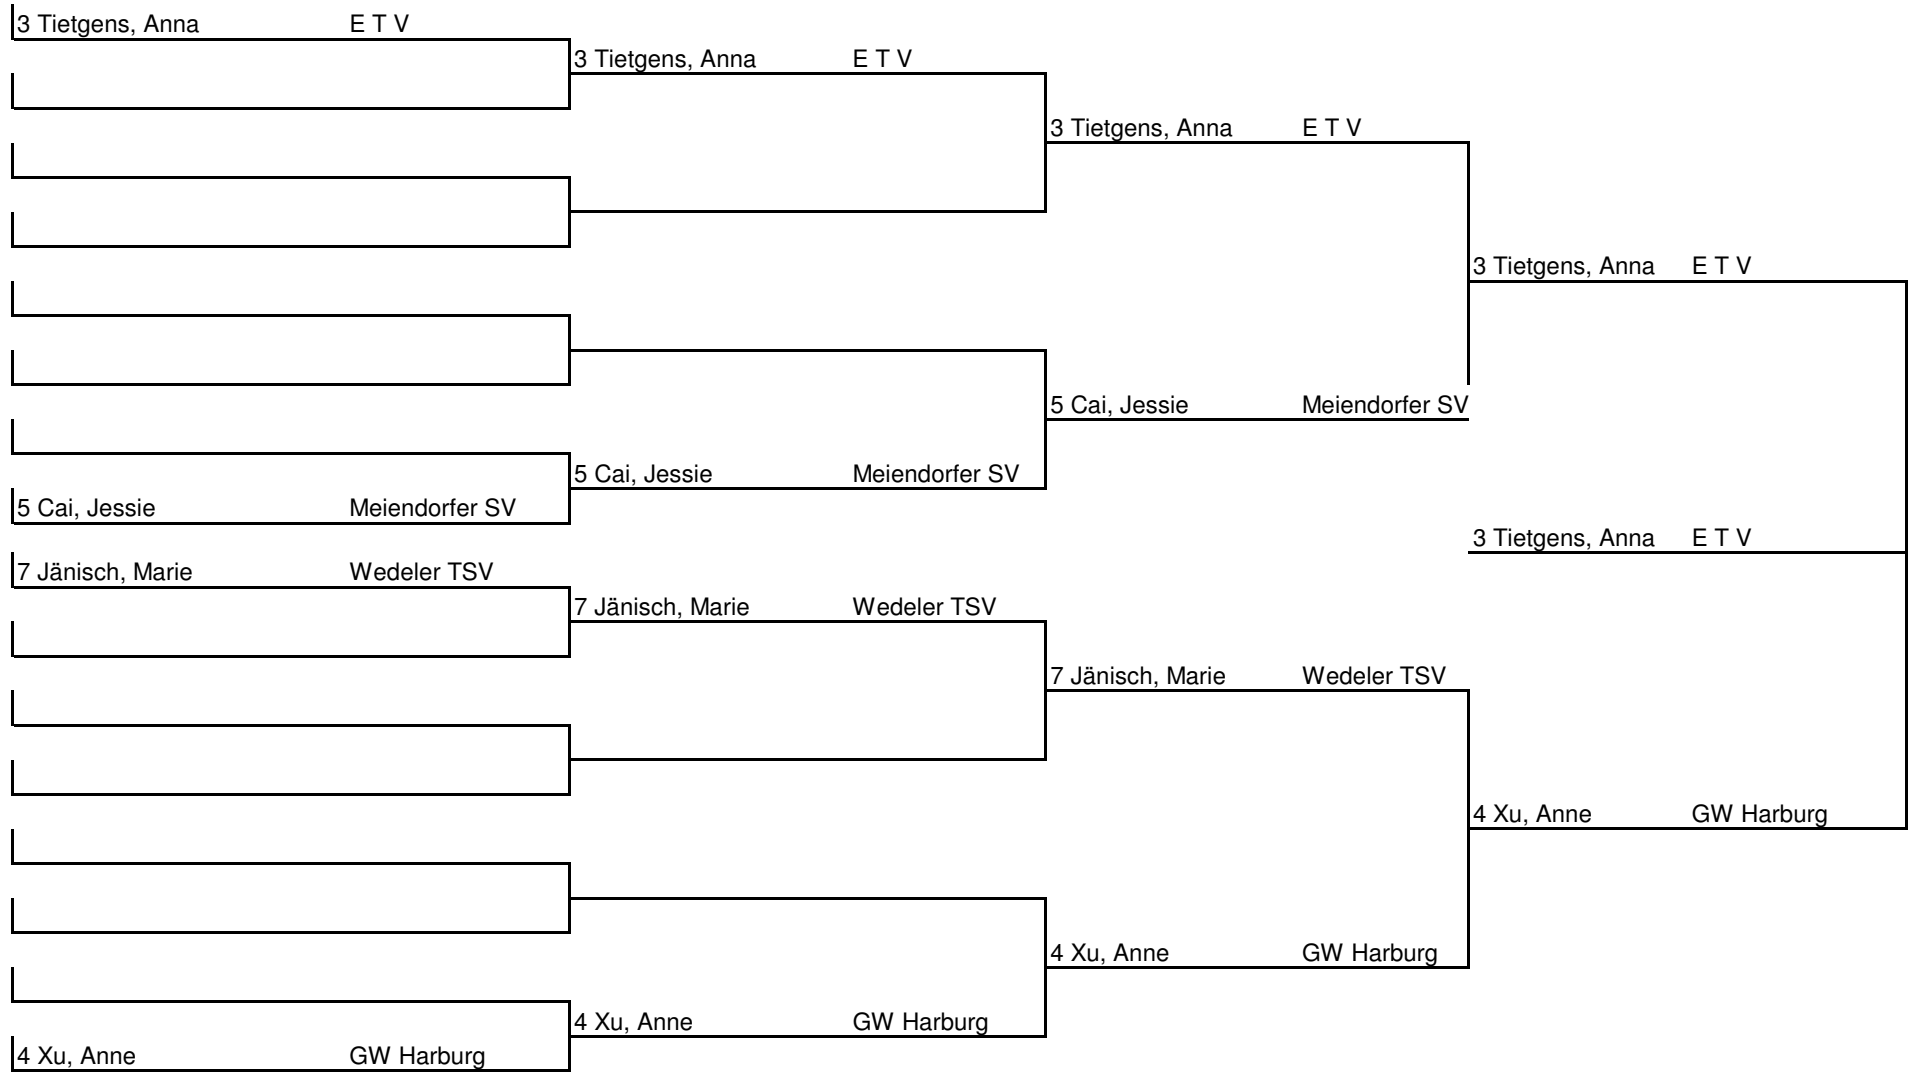 3 Tietgens, Anna E T V
3 Tietgens, Anna E T V
3 Tietgens, Anna E T V
3 Tietgens, Anna E T V
5 Cai, Jessie Meiendorfer SV
5 Cai, Jessie Meiendorfer SV
5 Cai, Jessie Meiendorfer SV
3 Tietgens, Anna E T V
7 Jänisch, Marie Wedeler TSV
7 Jänisch, Marie Wedeler TSV
7 Jänisch, Marie Wedeler TSV
4 Xu, Anne GW Harburg
4 Xu, Anne GW Harburg
4 Xu, Anne GW Harburg
4 Xu, Anne GW Harburg